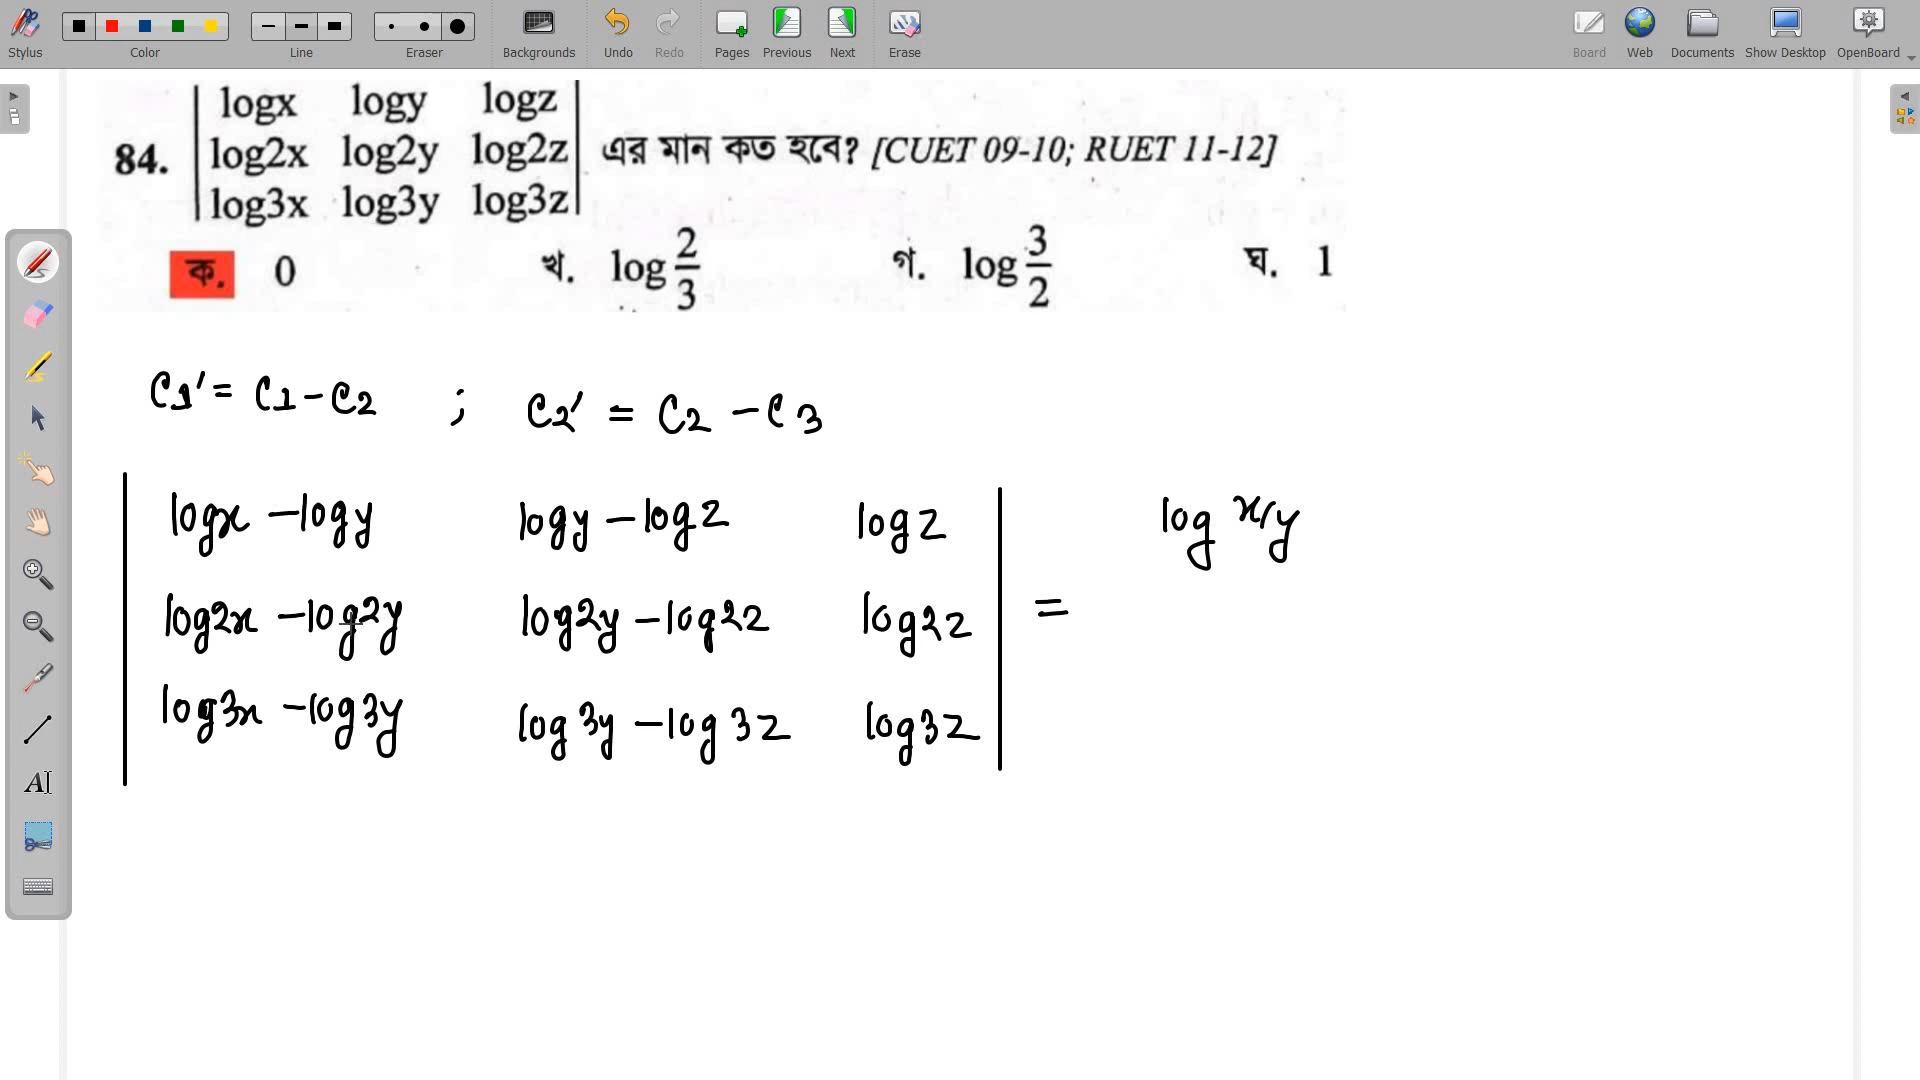 Stylus Color Line Eraser Backgrounds Undo Redo Pages Previous Next Erase Board Web Documents Show Desktop OpenBoard
84. | logx logy logz |
| log2x log2y log2z | এর মান কত হবে? [CUET 09-10; RUET 11-12]
| log3x log3y log3z |
ক. 0 খ. log 2/3 গ. log 3/2 ঘ. 1
C1' = C1 - C2 ; C2' = C2 - C3
| logx - logy logy - logz logz | log x/y
| log2x - log2y log2y - log2z log2z | =
| log3x - log3y log3y - log3z log3z |